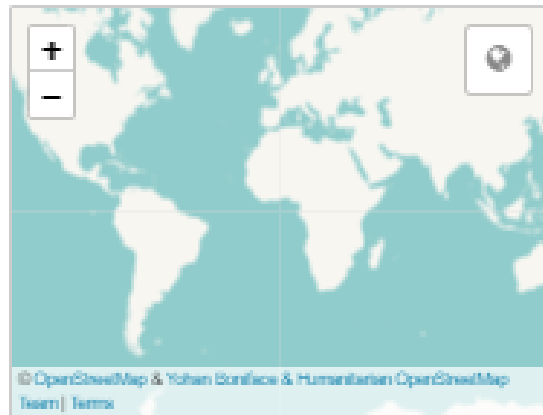 +
−
© OpenStreetMap & Yohan Boniface & Humanitarian OpenStreetMap
Team | Terms